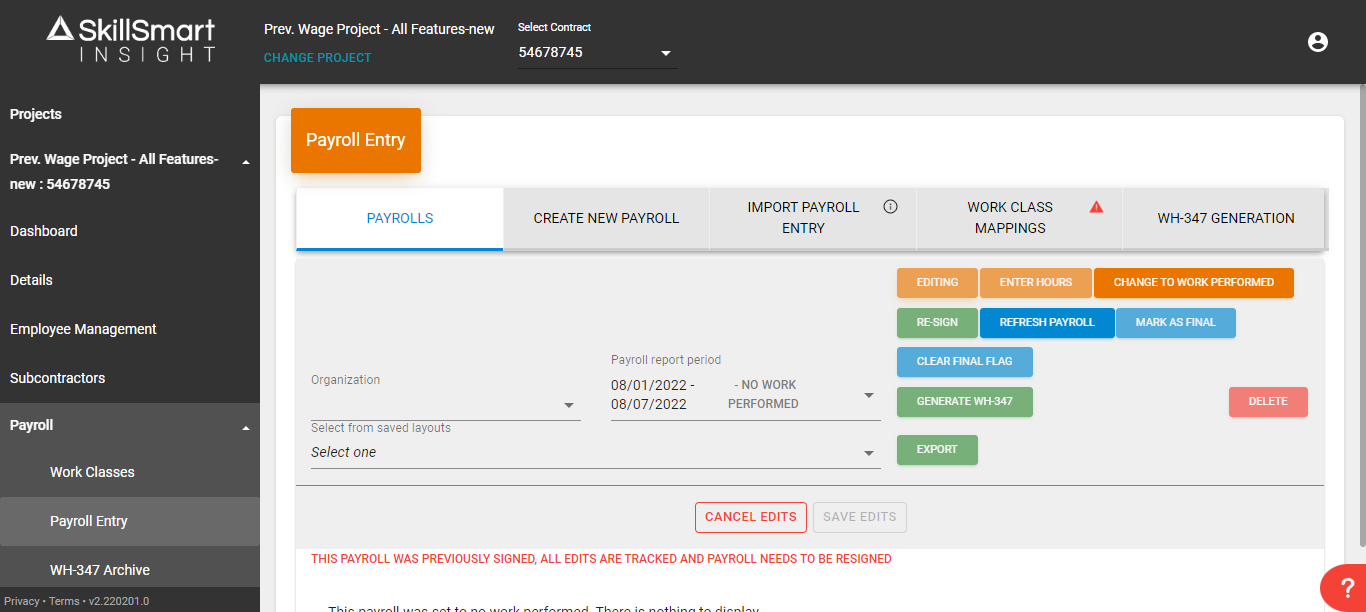 SkillSmart
INSIGHT
Prev. Wage Project - All Features-new
CHANGE PROJECT
Select Contract
54678745
Projects
Prev. Wage Project - All Features-
new : 54678745
Dashboard
Details
Employee Management
Subcontractors
Payroll
Work Classes
Payroll Entry
WH-347 Archive
Privacy • Terms • v2.220201.0
Payroll Entry
PAYROLLS
CREATE NEW PAYROLL
IMPORT PAYROLL
ENTRY
WORK CLASS
MAPPINGS
WH-347 GENERATION
EDITING
ENTER HOURS
CHANGE TO WORK PERFORMED
RE-SIGN
REFRESH PAYROLL
MARK AS FINAL
CLEAR FINAL FLAG
GENERATE WH-347
DELETE
EXPORT
Organization
Payroll report period
08/01/2022 -
08/07/2022
- NO WORK
PERFORMED
Select from saved layouts
Select one
CANCEL EDITS
SAVE EDITS
THIS PAYROLL WAS PREVIOUSLY SIGNED, ALL EDITS ARE TRACKED AND PAYROLL NEEDS TO BE RESIGNED
This payroll was set to no work performed. There is nothing to display
?